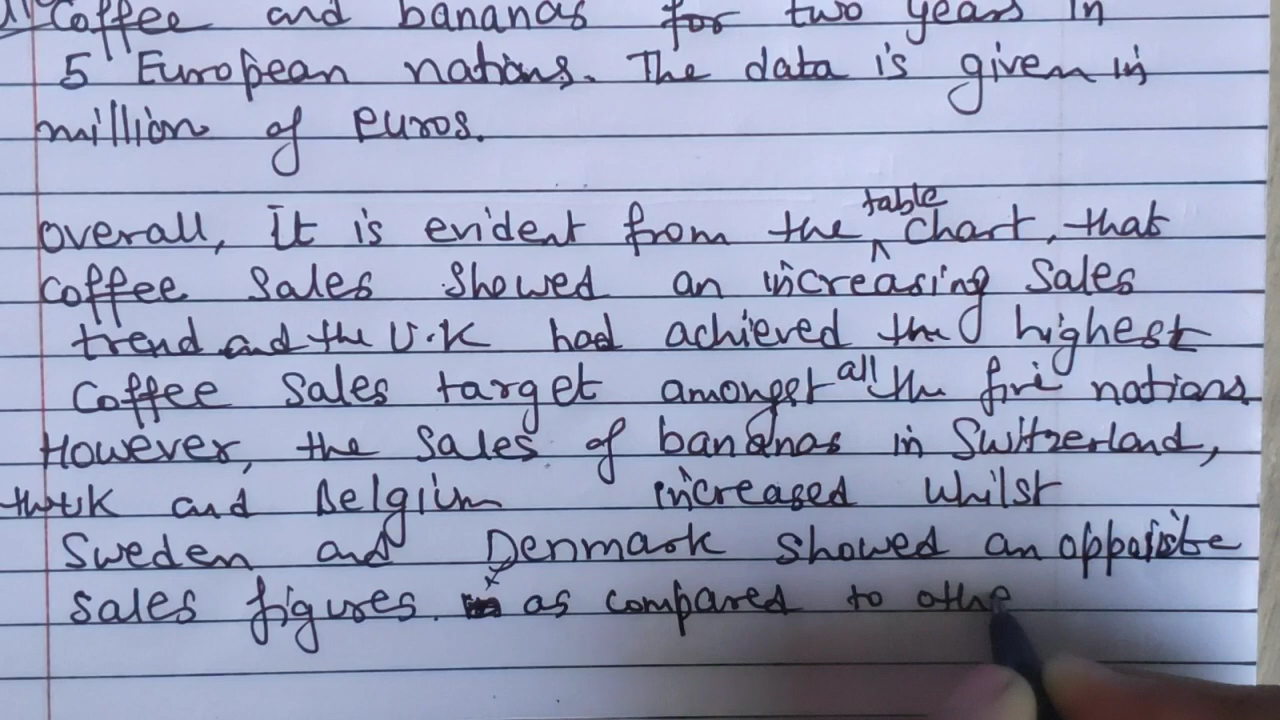 Coffee and bananas for two years in
5 European nations. The data is given in
million of euros.
Overall, It is evident from the table chart, that
coffee sales showed an increasing sales
trend and the U.K had achieved the highest
coffee sales target amongst all the five nations.
However, the sales of bananas in Switzerland,
the UK and Belgium increased whilst
Sweden and Denmark showed an opposite
sales figures. as compared to othe